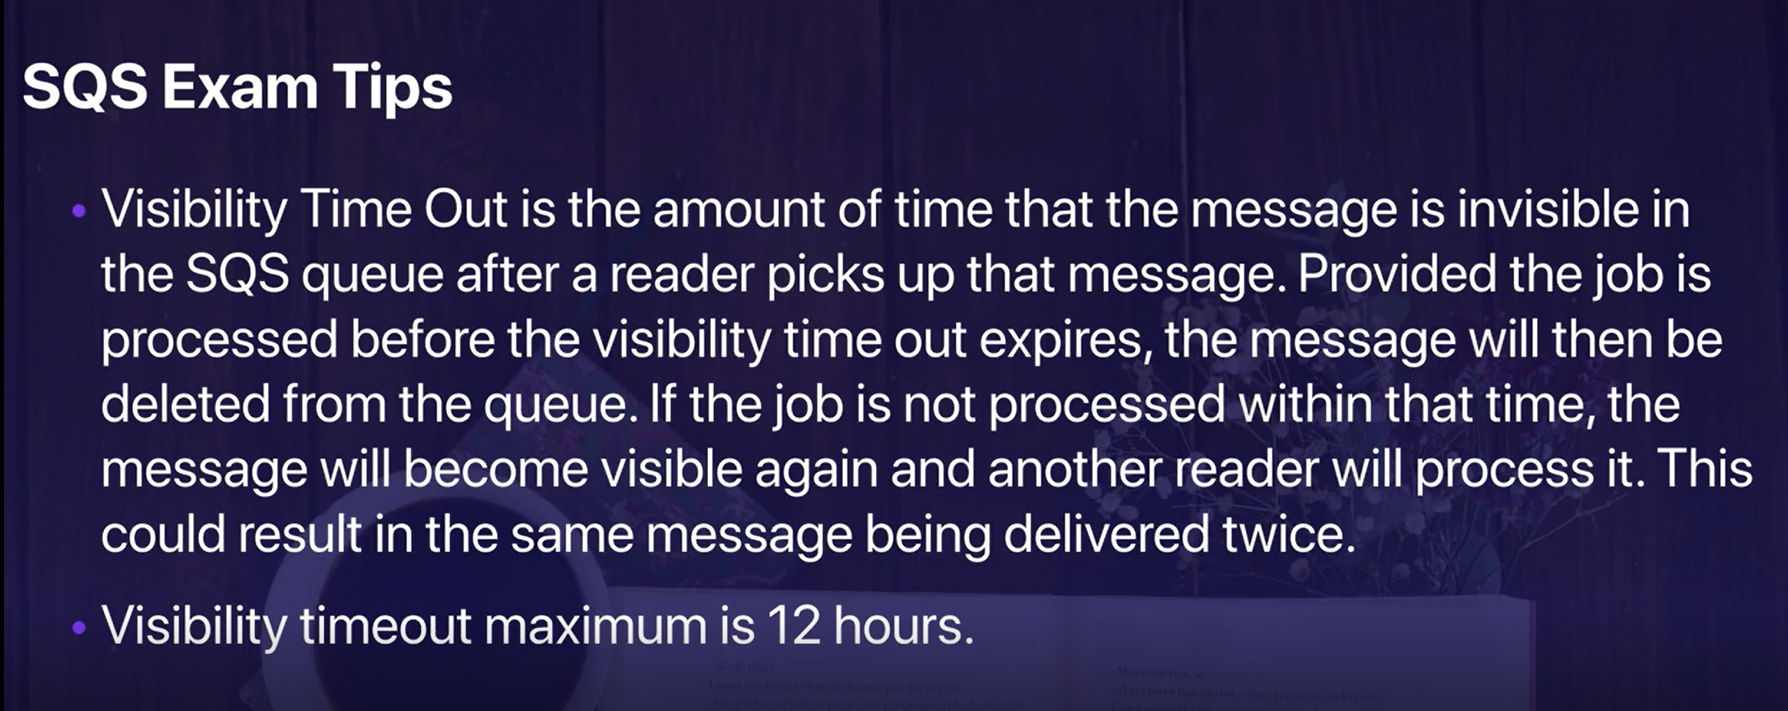 SQS Exam Tips
• Visibility Time Out is the amount of time that the message is invisible in
the SQS queue after a reader picks up that message. Provided the job is
processed before the visibility time out expires, the message will then be
deleted from the queue. If the job is not processed within that time, the
message will become visible again and another reader will process it. This
could result in the same message being delivered twice.
• Visibility timeout maximum is 12 hours.